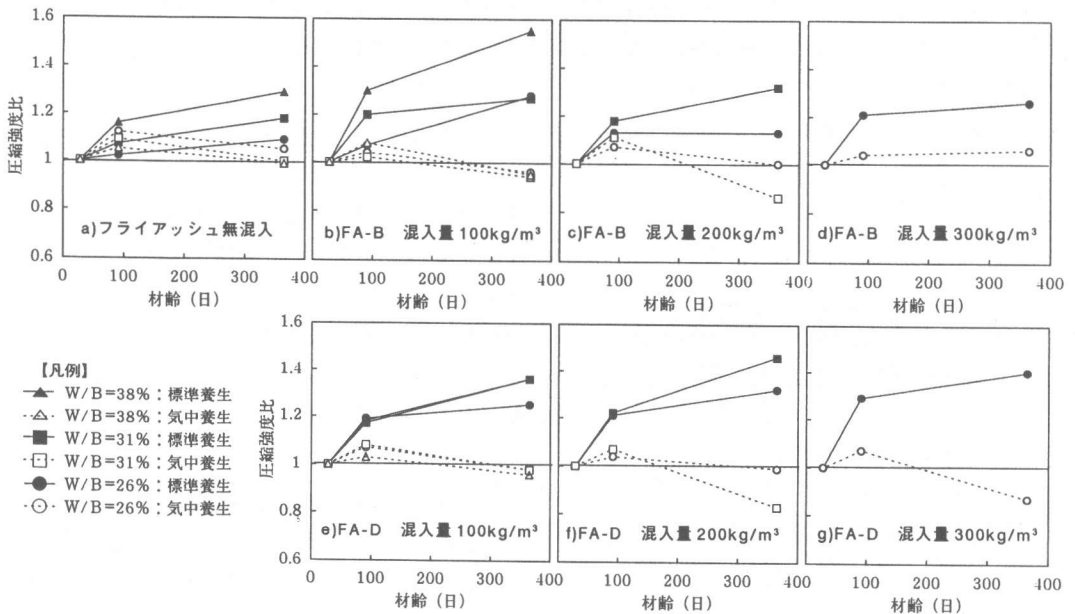 1.6
1.4
1.2
1
0.8
0.6
圧縮強度比
a)フライアッシュ無混入
b)FA-B 混入量 100kg/m³
c)FA-B 混入量 200kg/m³
d)FA-B 混入量 300kg/m³
0 100 200 300 400 0 100 200 300 400 0 100 200 300 400 0 100 200 300 400
材齢(日) 材齢(日) 材齢(日) 材齢(日)
【凡例】
W/B=38%:標準養生
W/B=38%:気中養生
W/B=31%:標準養生
W/B=31%:気中養生
W/B=26%:標準養生
W/B=26%:気中養生
1.6
1.4
1.2
1
0.8
0.6
圧縮強度比
e)FA-D 混入量 100kg/m³
f)FA-D 混入量 200kg/m³
g)FA-D 混入量 300kg/m³
0 100 200 300 400 0 100 200 300 400 0 100 200 300 400
材齢(日) 材齢(日) 材齢(日)